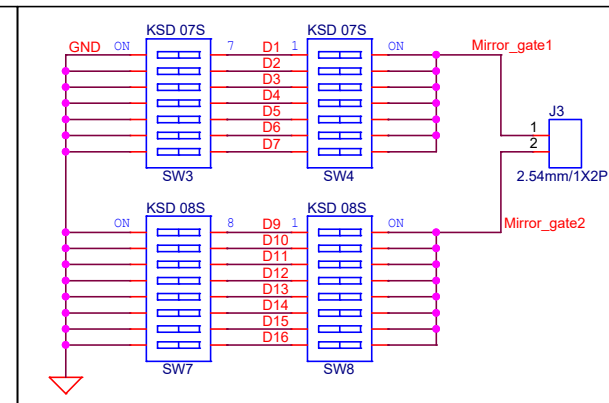 KSD 07S KSD 07S
GND ON 7 D1 1 ON Mirror_gate1
D2
D3
D4
D5
D6
D7
SW3 SW4
J3
1
2
2.54mm/1X2P
KSD 08S KSD 08S
ON 8 D9 1 ON Mirror_gate2
D10
D11
D12
D13
D14
D15
D16
SW7 SW8